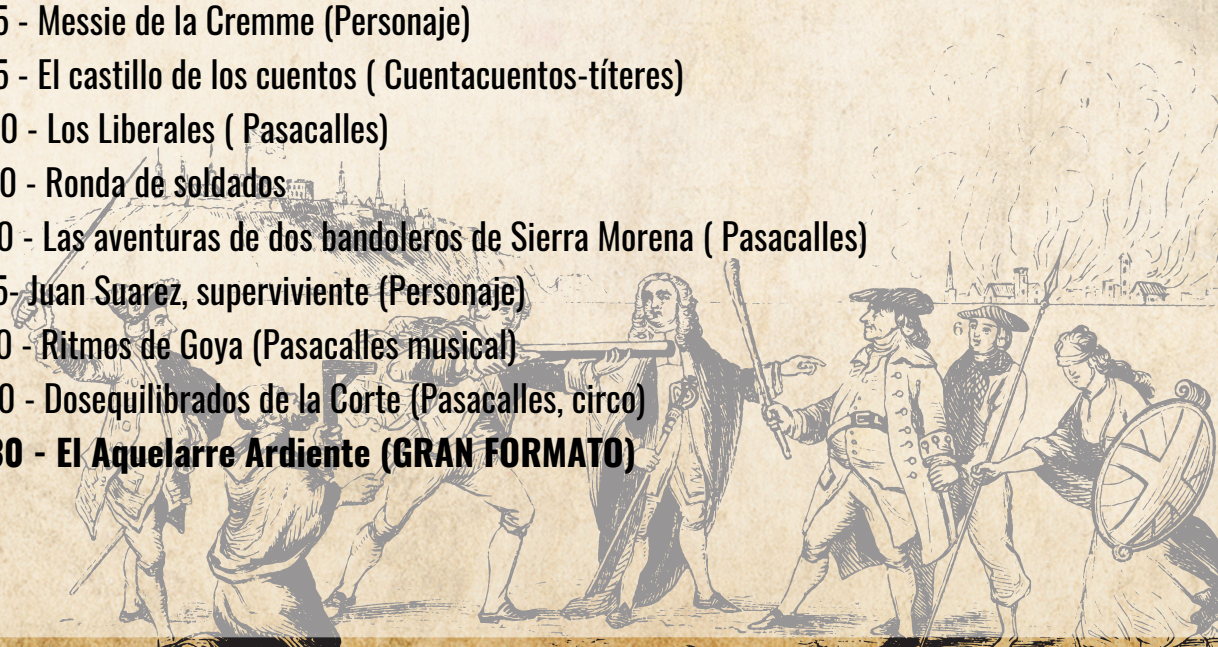 5 - Messie de la Cremme (Personaje)
5 - El castillo de los cuentos ( Cuentacuentos-títeres)
0 - Los Liberales ( Pasacalles)
0 - Ronda de soldados
0 - Las aventuras de dos bandoleros de Sierra Morena ( Pasacalles)
5- Juan Suarez, superviviente (Personaje)
0 - Ritmos de Goya (Pasacalles musical)
0 - Dosequilibrados de la Corte (Pasacalles, circo)
30 - El Aquelarre Ardiente (GRAN FORMATO)
6